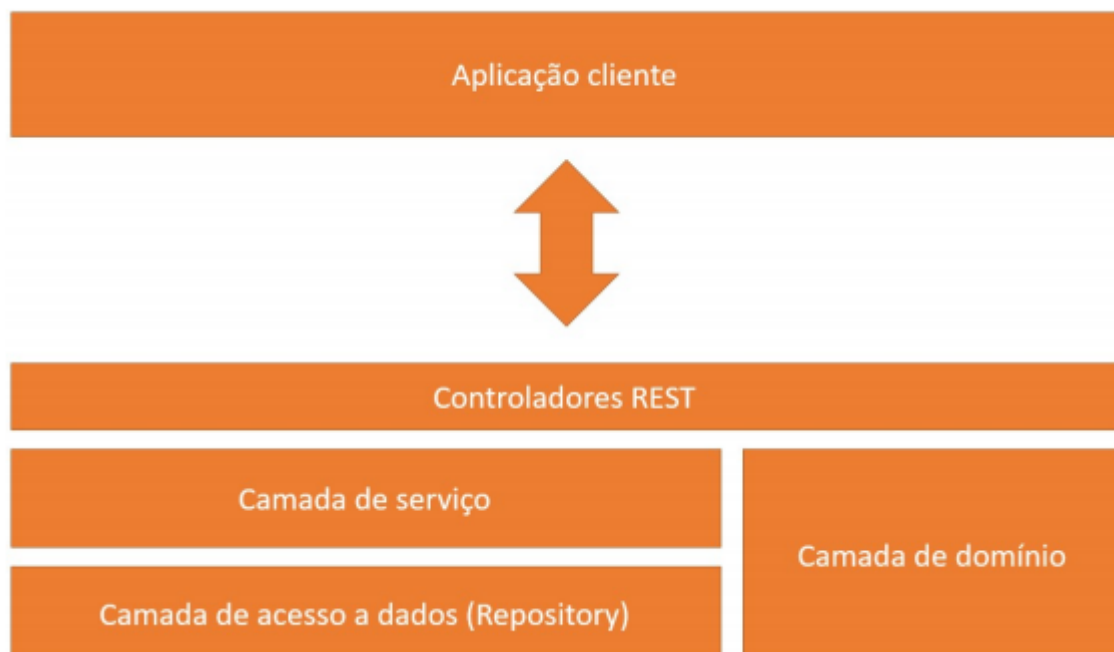 Aplicação cliente
Controladores REST
Camada de serviço
Camada de domínio
Camada de acesso a dados (Repository)